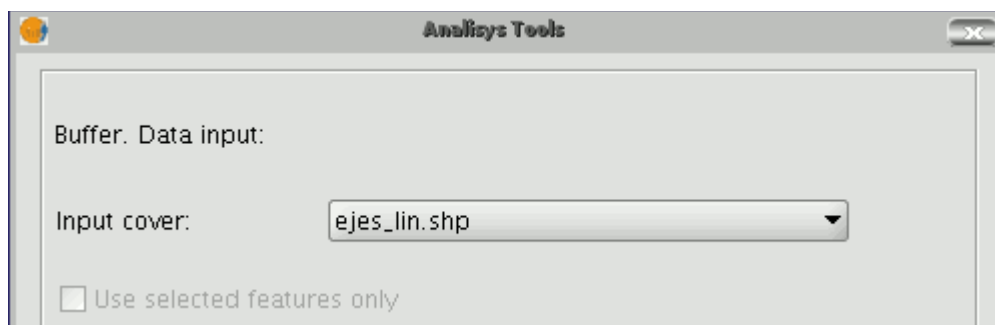 Analisys Tools
Buffer. Data input:
Input cover:
ejes_lin.shp
Use selected features only